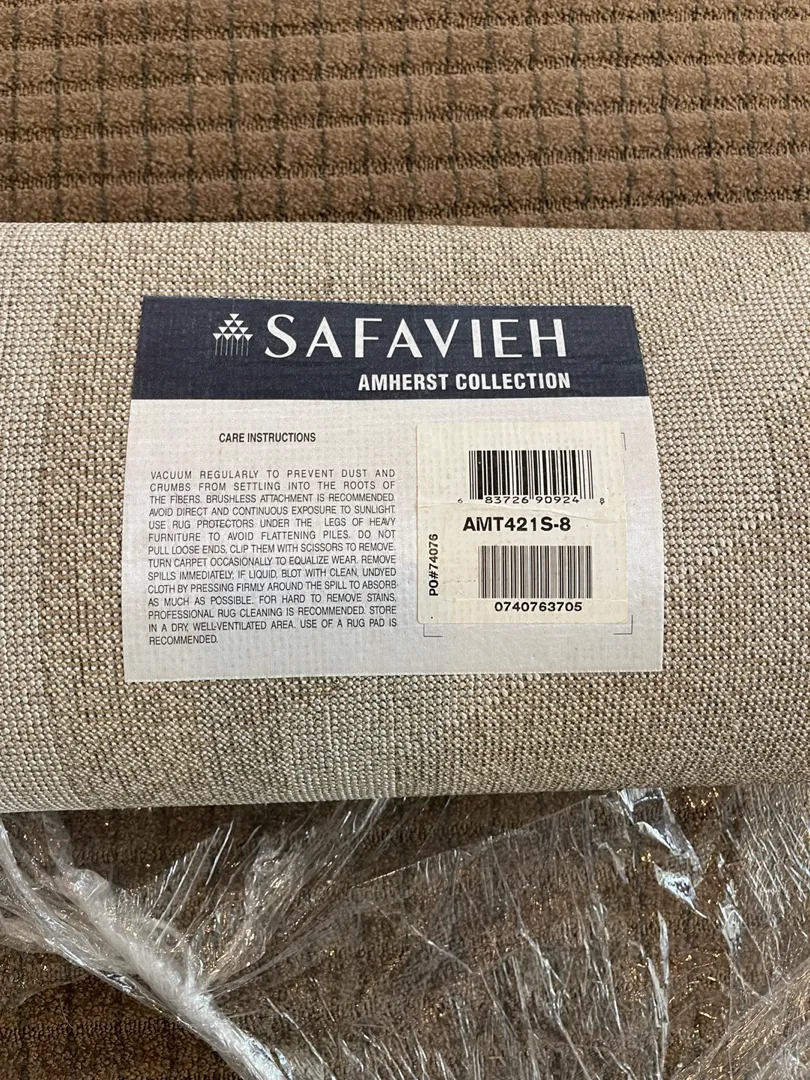 SAFAVIEH
AMHERST COLLECTION
CARE INSTRUCTIONS
VACUUM REGULARLY TO PREVENT DUST AND
CRUMBS FROM SETTLING INTO THE ROOTS OF
THE FIBERS. BRUSHLESS ATTACHMENT IS RECOMMENDED.
AVOID DIRECT AND CONTINUOUS EXPOSURE TO SUNLIGHT.
USE RUG PROTECTORS UNDER THE LEGS OF HEAVY
FURNITURE TO AVOID FLATTENING PILES. DO NOT
PULL LOOSE ENDS, CLIP THEM WITH SCISSORS TO REMOVE.
TURN CARPET OCCASIONALLY TO EQUALIZE WEAR. REMOVE
SPILLS IMMEDIATELY, IF LIQUID, BLOT WITH CLEAN, UNDYED
CLOTH BY PRESSING FIRMLY AROUND THE SPILL TO ABSORB
AS MUCH AS POSSIBLE. FOR HARD TO REMOVE STAINS,
PROFESSIONAL RUG CLEANING IS RECOMMENDED. STORE
IN A DRY, WELL-VENTILATED AREA. USE OF A RUG PAD IS
RECOMMENDED.
6 83726 90924 8
AMT421S-8
PO#74076
0740763705